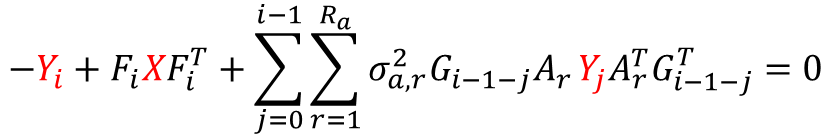 $-Y_i + F_i X F_i^T + \sum_{j=0}^{i-1} \sum_{r=1}^{R_a} \sigma_{a,r}^2 G_{i-1-j} A_r Y_j A_r^T G_{i-1-j}^T = 0$